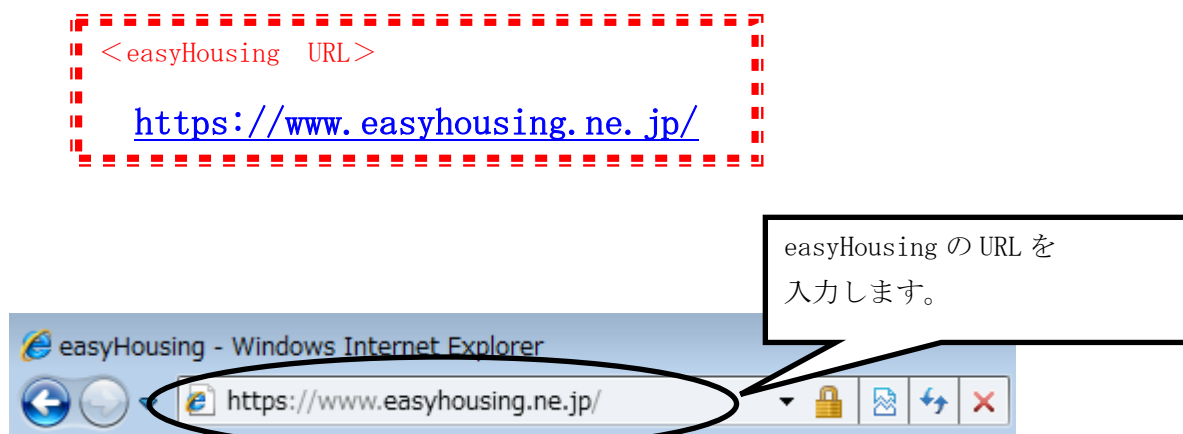 ＜easyHousing　URL＞
https://www.easyhousing.ne.jp/
easyHousing の URL を
入力します。
easyHousing - Windows Internet Explorer
https://www.easyhousing.ne.jp/